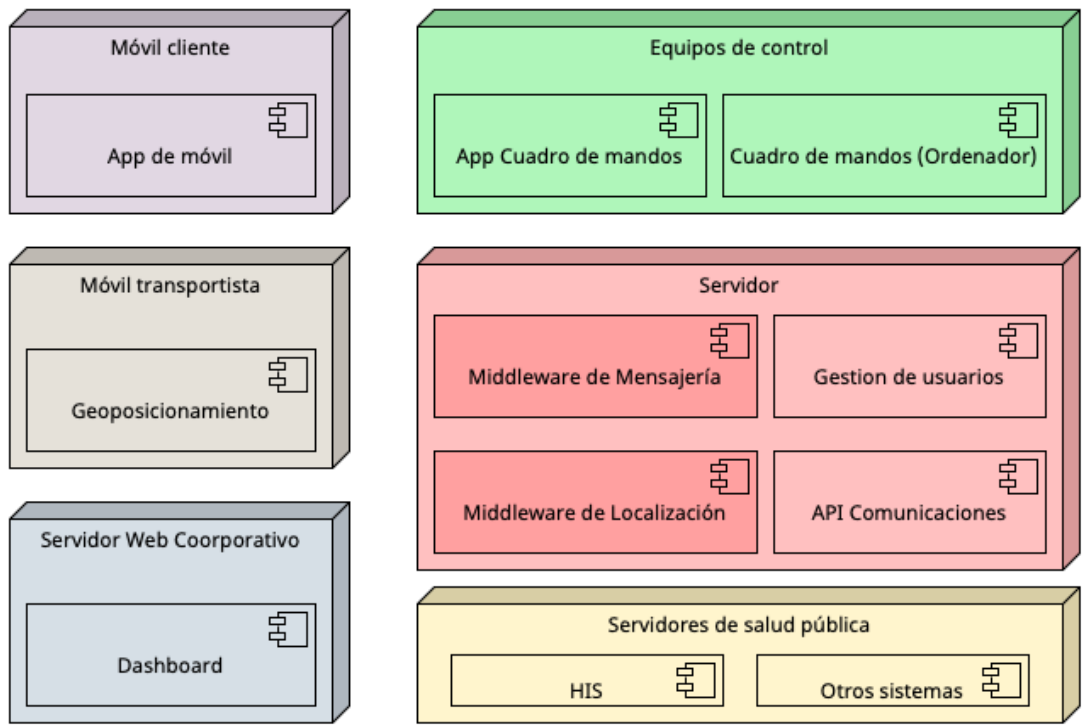 Móvil cliente
App de móvil
Equipos de control
App Cuadro de mandos
Cuadro de mandos (Ordenador)
Móvil transportista
Geoposicionamiento
Servidor
Middleware de Mensajería
Gestion de usuarios
Middleware de Localización
API Comunicaciones
Servidor Web Coorporativo
Dashboard
Servidores de salud pública
HIS
Otros sistemas